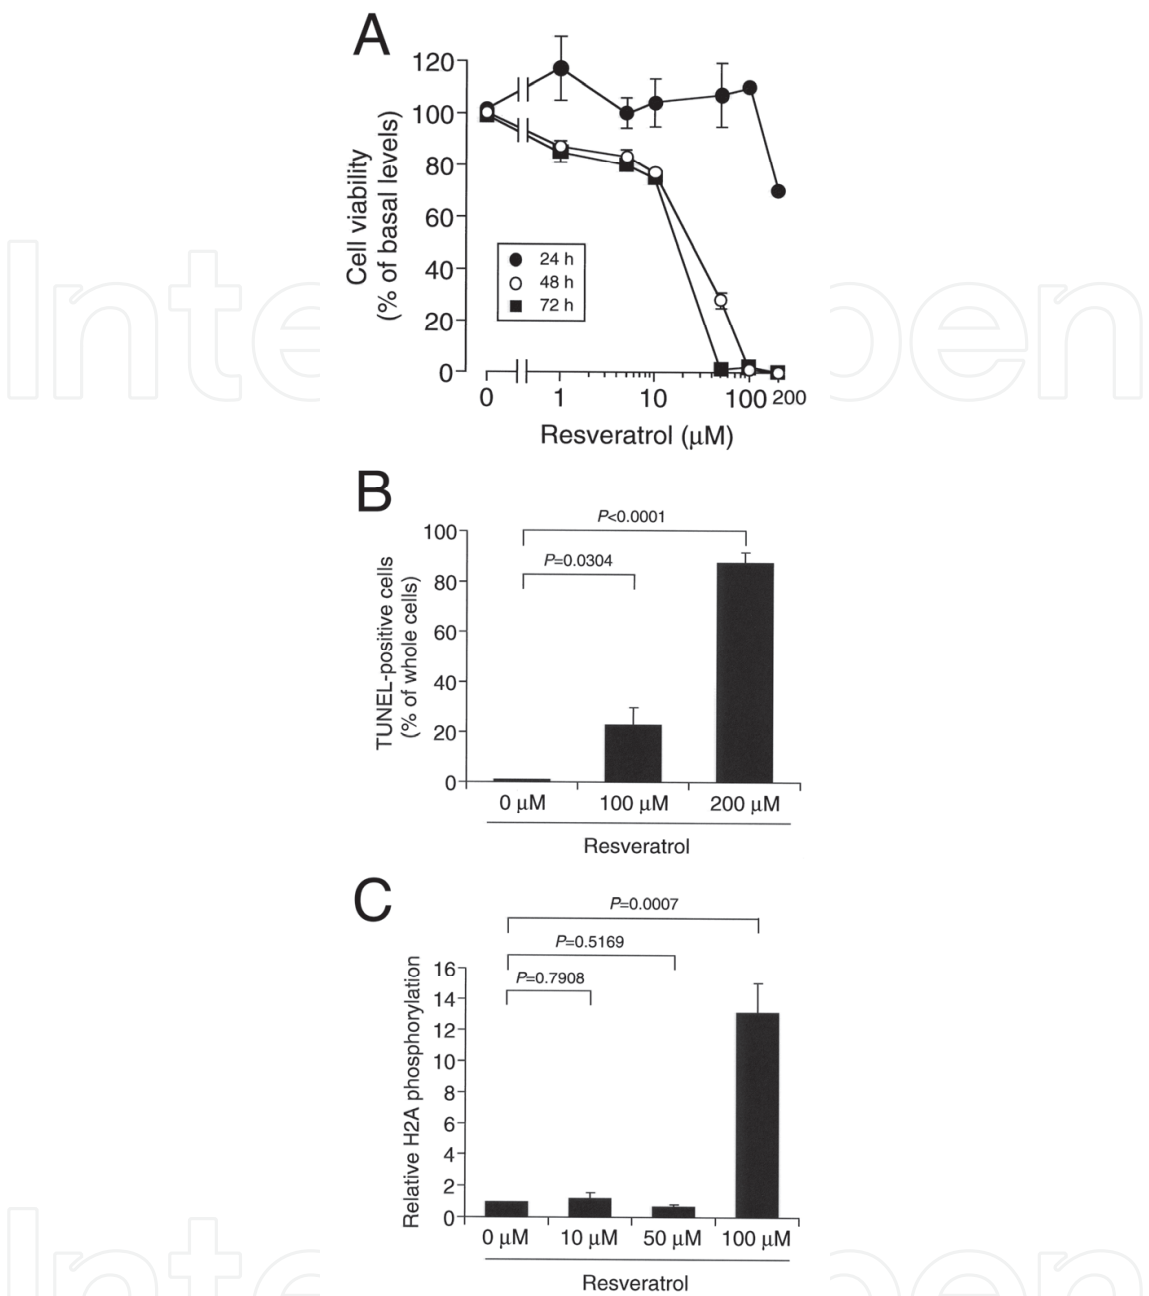 A
120
100
80
60
40
20
0
Cell viability
(% of basal levels)
24 h
48 h
72 h
0 1 10 100 200
Resveratrol (μM)
B
P<0.0001
P=0.0304
100
80
60
40
20
0
TUNEL-positive cells
(% of whole cells)
0 μM 100 μM 200 μM
Resveratrol
C
P=0.0007
P=0.5169
P=0.7908
16
14
12
10
8
6
4
2
0
Relative H2A phosphorylation
0 μM 10 μM 50 μM 100 μM
Resveratrol